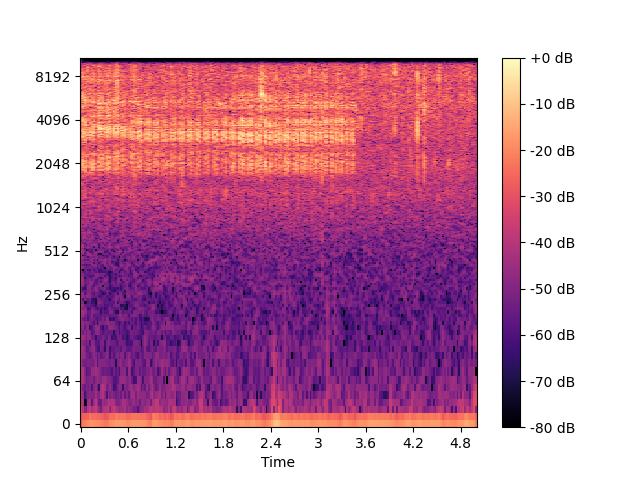 8192
4096
2048
1024
512
256
128
64
0
Hz
0 0.6 1.2 1.8 2.4 3 3.6 4.2 4.8
Time
+0 dB
-10 dB
-20 dB
-30 dB
-40 dB
-50 dB
-60 dB
-70 dB
-80 dB